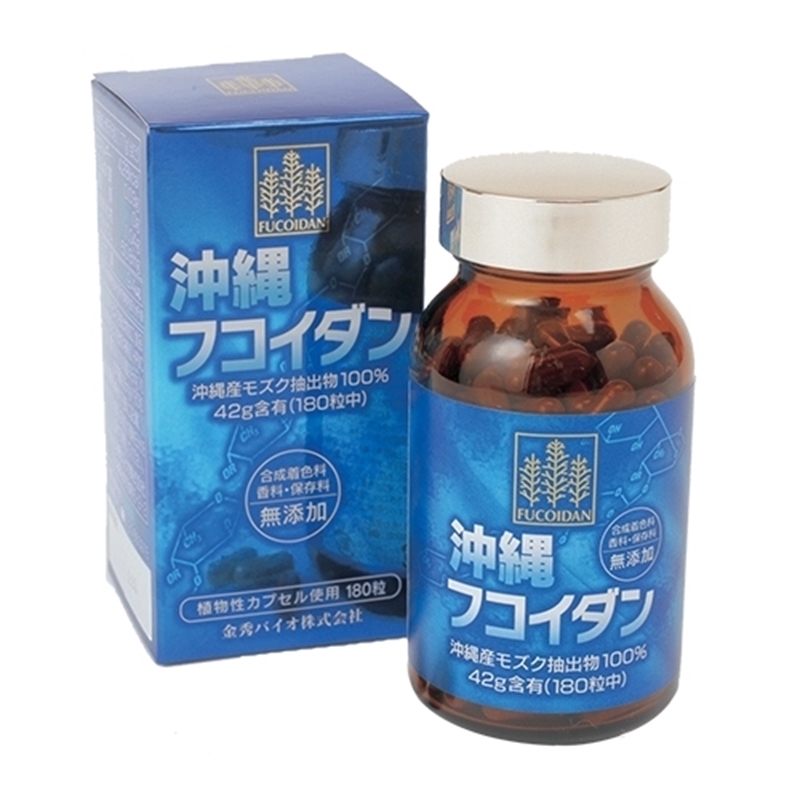 FUCOIDAN
沖縄
フコイダン
沖縄産モズク抽出物100%
42g含有(180粒中)
合成着色料
香料・保存料
無添加
植物性カプセル使用 180粒
金秀バイオ株式会社
FUCOIDAN
合成着色料
香料・保存料
無添加
沖縄
フコイダン
沖縄産モズク抽出物100%
42g含有(180粒中)